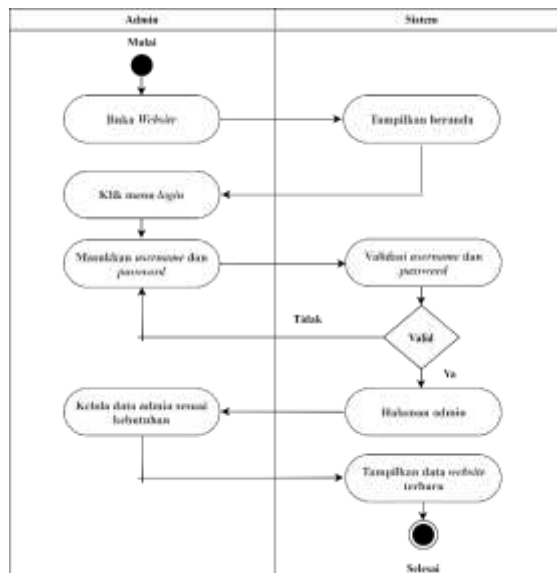 Admin
Sistem
Mulai
Buka Website
Tampilkan beranda
Klik menu login
Masukkan username dan
password
Validasi username dan
password
Tidak
Valid
Ya
Kelola data admin sesuai
kebutuhan
Halaman admin
Tampilkan data website
terbaru
Selesai